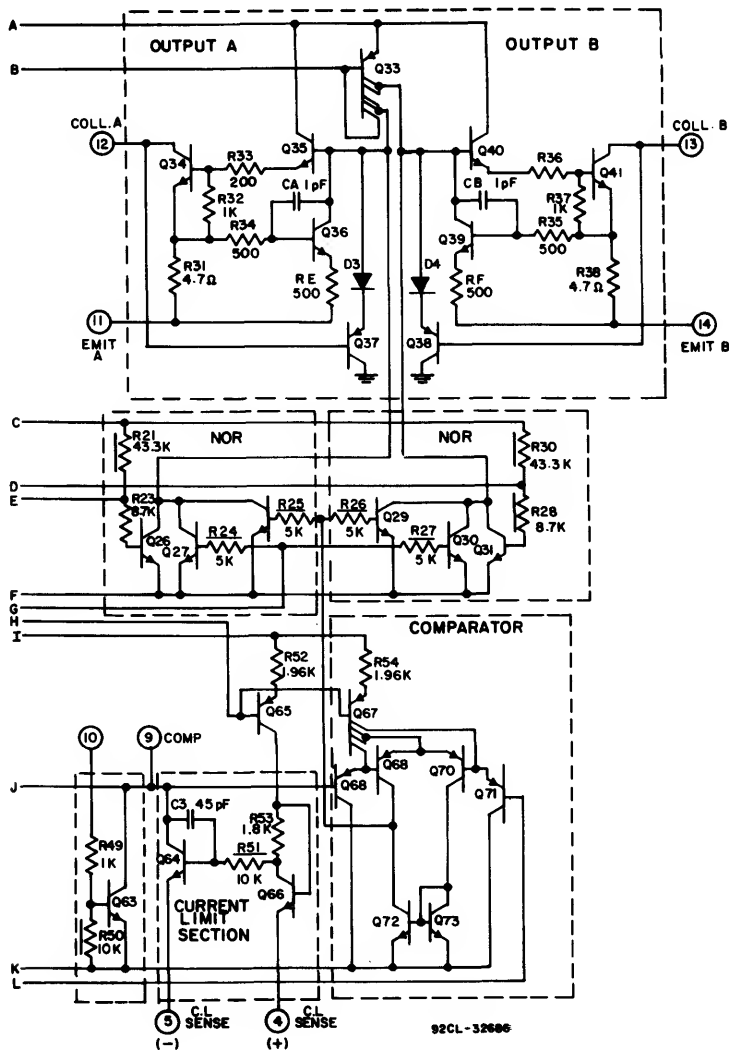 A
OUTPUT A
OUTPUT B
B
Q33
COLL. A
12
COLL. B
13
Q34
R33
200
Q35
Q40
R36
Q41
R32
1K
CA 1pF
CB 1pF
R37
1K
R34
500
Q36
Q39
R35
500
R31
4.7Ω
RE
500
D3
D4
RF
500
R38
4.7Ω
11
EMIT
A
Q37
Q38
14
EMIT B
C
R21
43.3K
NOR
NOR
R30
43.3K
D
E
R23
8.7K
R25
5K
R26
5K
Q29
R28
8.7K
Q26
Q27
R24
5K
R27
5K
Q30
Q31
F
G
H
I
COMPARATOR
R52
1.96K
R54
1.96K
Q65
Q67
10
9
COMP
Q68
Q70
J
Q68
Q71
C3 45pF
R53
1.8K
R49
1K
Q64
R51
10K
Q66
Q63
CURRENT
LIMIT
SECTION
Q72
Q73
R50
10K
K
L
5
C.L
SENSE
(-)
4
C.L
SENSE
(+)
92CL-32686